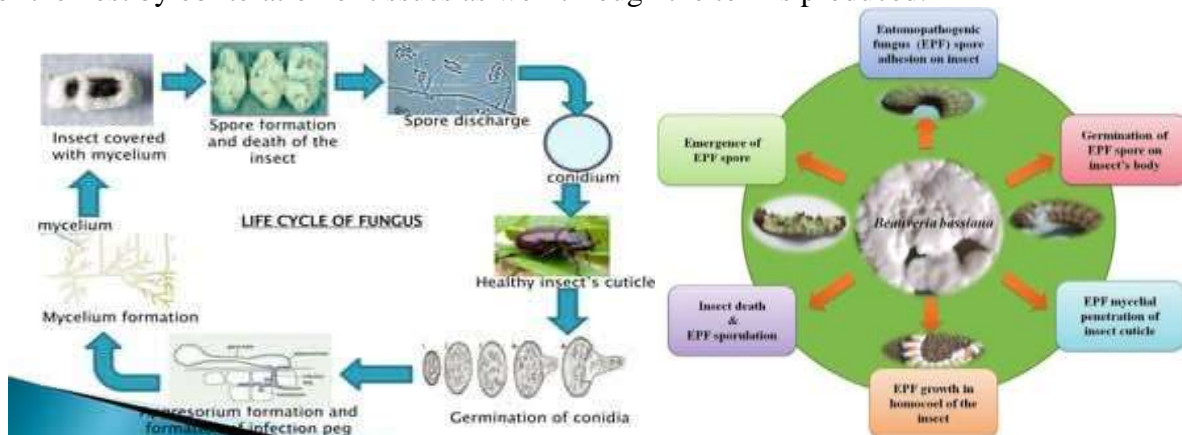 Insect covered
with mycelium
Spore formation
and death of the
insect
Spore discharge
conidium
mycelium
LIFE CYCLE OF FUNGUS
Healthy insect's cuticle
Mycelium formation
formation and
infection peg
Germination of conidia
Entomopathogenic
fungus (EPF) spore
adhesion on insect
Emergence of
EPF spore
Germination of
EPF spore on
insect's body
Beauveria bassiana
Insect death
&
EPF sporulation
EPF mycelial
penetration of
insect cuticle
EPF growth in
homocoel of the
insect